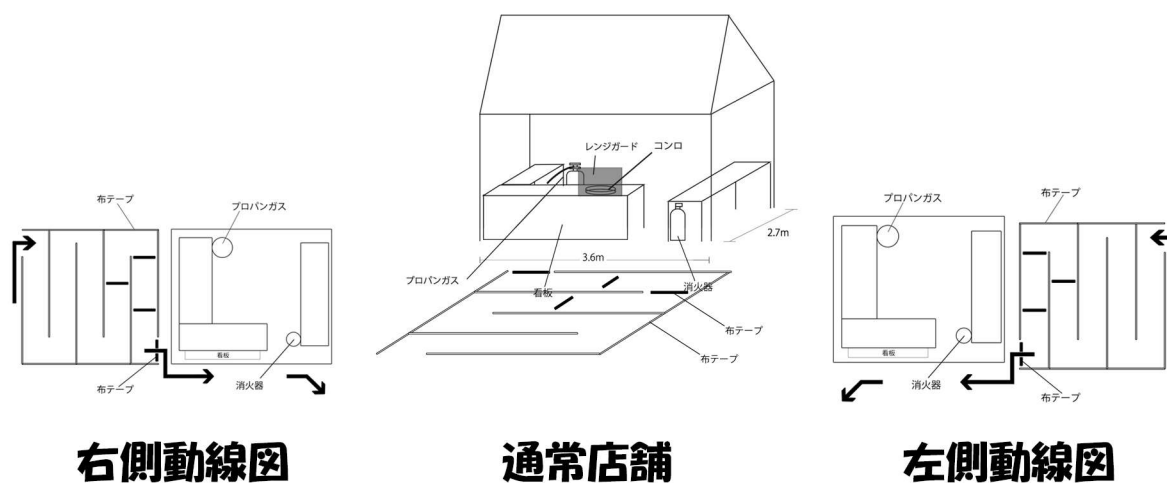 布テープ
プロパンガス
看板
布テープ
消火器
右側動線図
レンジガード
コンロ
2.7m
3.6m
プロパンガス
看板
消火器
布テープ
布テープ
通常店舗
プロパンガス
布テープ
看板
消火器
布テープ
左側動線図